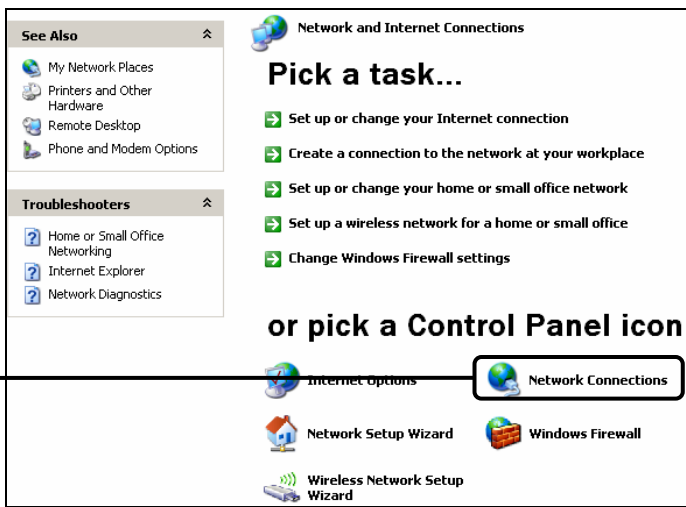 See Also
My Network Places
Printers and Other
Hardware
Remote Desktop
Phone and Modem Options
Troubleshooters
Home or Small Office
Networking
Internet Explorer
Network Diagnostics
Network and Internet Connections
Pick a task...
Set up or change your Internet connection
Create a connection to the network at your workplace
Set up or change your home or small office network
Set up a wireless network for a home or small office
Change Windows Firewall settings
or pick a Control Panel icon
Internet Options
Network Connections
Network Setup Wizard
Windows Firewall
Wireless Network Setup
Wizard